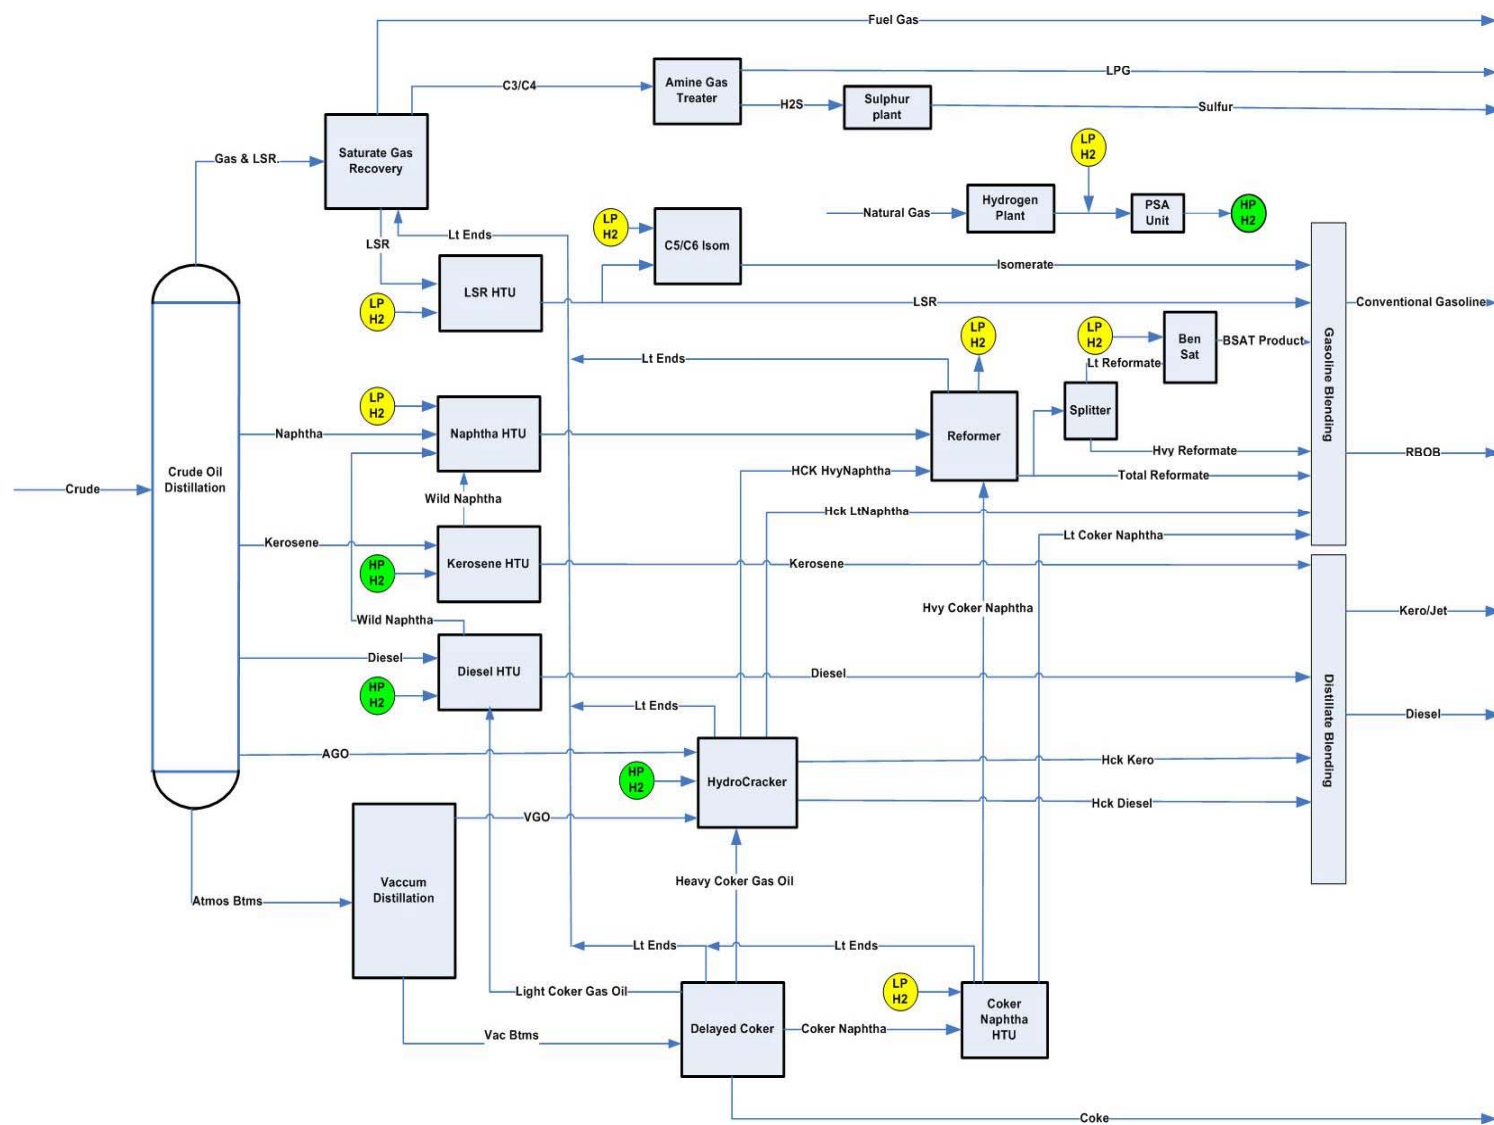 Fuel Gas
LPG
C3/C4
Amine Gas
Treater
H2S
Sulphur
plant
Sulfur
Saturate Gas
Recovery
Gas & LSR.
LP
H2
Natural Gas
Hydrogen
Plant
PSA
Unit
HP
H2
LSR
Lt Ends
LP
H2
C5/C6 Isom
Isomerate
LSR HTU
LP
H2
LSR
Conventional Gasoline
Lt Ends
LP
H2
LP
H2
Ben
Sat
BSAT Product
Lt Reformate
Gasoline Blending
LP
H2
Naphtha
Naphtha HTU
Reformer
Splitter
Hvy Reformate
RBOB
Crude Oil
Distillation
Crude
HCK HvyNaphtha
Total Reformate
Wild Naphtha
Hck LtNaphtha
Lt Coker Naphtha
Kerosene
HP
H2
Kerosene HTU
Kerosene
Hvy Coker Naphtha
Kero/Jet
Wild Naphtha
Diesel
Diesel HTU
HP
H2
Diesel
Distillate Blending
Lt Ends
Diesel
AGO
HP
H2
HydroCracker
Hck Kero
Hck Diesel
VGO
Vaccum
Distillation
Heavy Coker Gas Oil
Atmos Btms
Lt Ends
Lt Ends
Light Coker Gas Oil
LP
H2
Coker
Naphtha
HTU
Delayed Coker
Coker Naphtha
Vac Btms
Coke